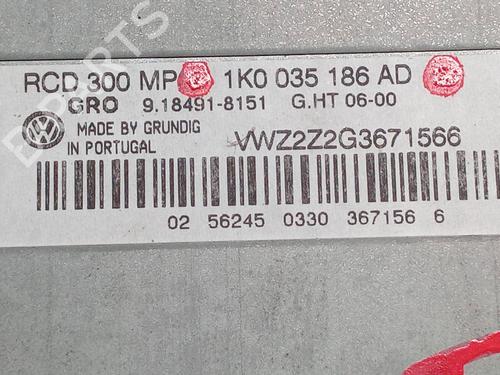 RCD 300 MP 1K0 035 186 AD
GRO 9.18491-8151 G.HT 06-00
MADE BY GRUNDIG
IN PORTUGAL
VWZ2Z2G3671566
02 56245 0330 367156 6